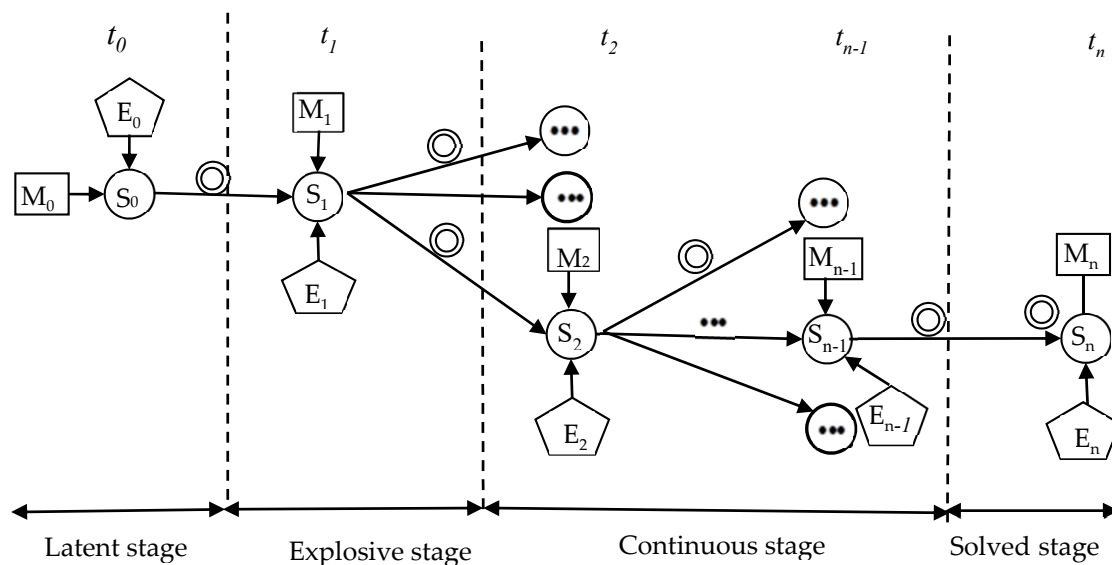 t0 t1 t2 tn-1 tn
E0
M1
•••
M0 S0 S1 ••• •••
M2 Mn-1 Mn
E1
S2 ••• Sn-1 Sn
E2 ••• En-1 En
Latent stage Explosive stage Continuous stage Solved stage